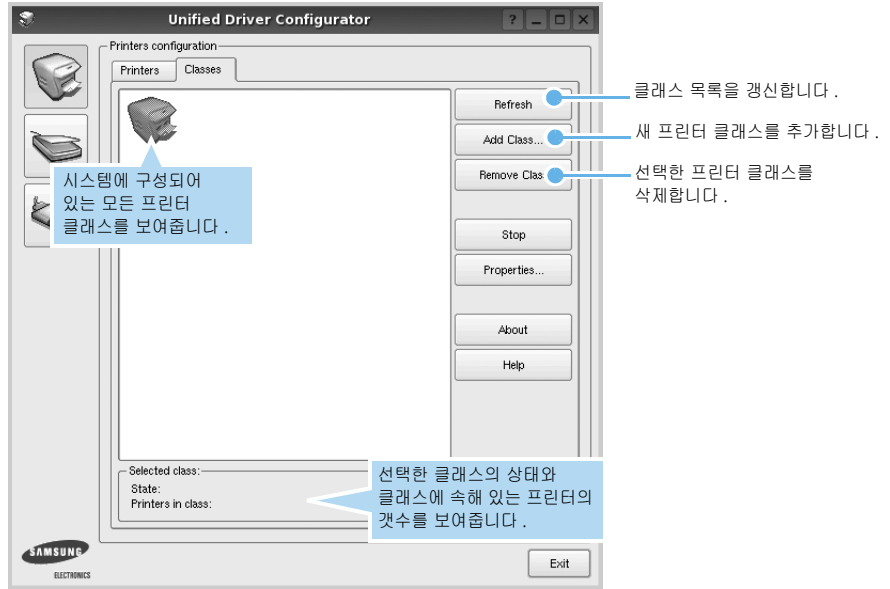 Unified Driver Configurator
Printers configuration
Printers Classes
Refresh
클래스 목록을 갱신합니다 .
Add Class...
새 프린터 클래스를 추가합니다 .
Remove Clas
선택한 프린터 클래스를
삭제합니다 .
시스템에 구성되어
있는 모든 프린터
클래스를 보여줍니다 .
Stop
Properties...
About
Help
Selected class:
State:
Printers in class:
선택한 클래스의 상태와
클래스에 속해 있는 프린터의
갯수를 보여줍니다 .
SAMSUNG
ELECTRONICS
Exit